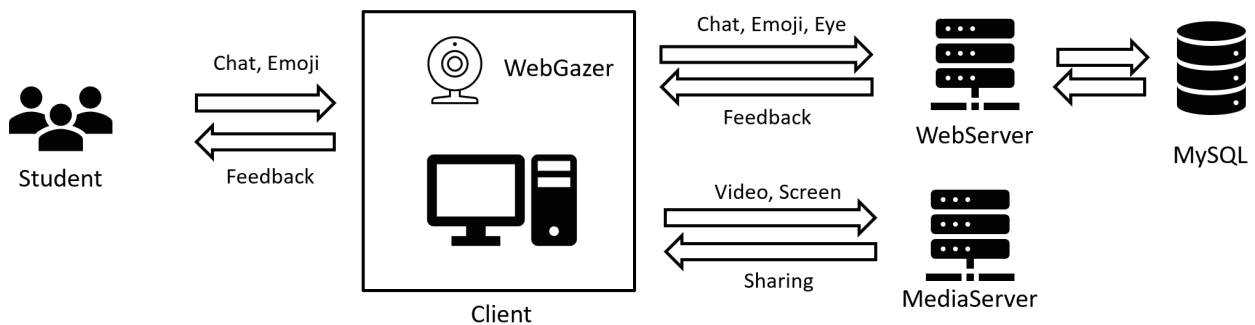 Chat, Emoji
Feedback
Student
WebGazer
Client
Chat, Emoji, Eye
Feedback
WebServer
MySQL
Video, Screen
Sharing
MediaServer